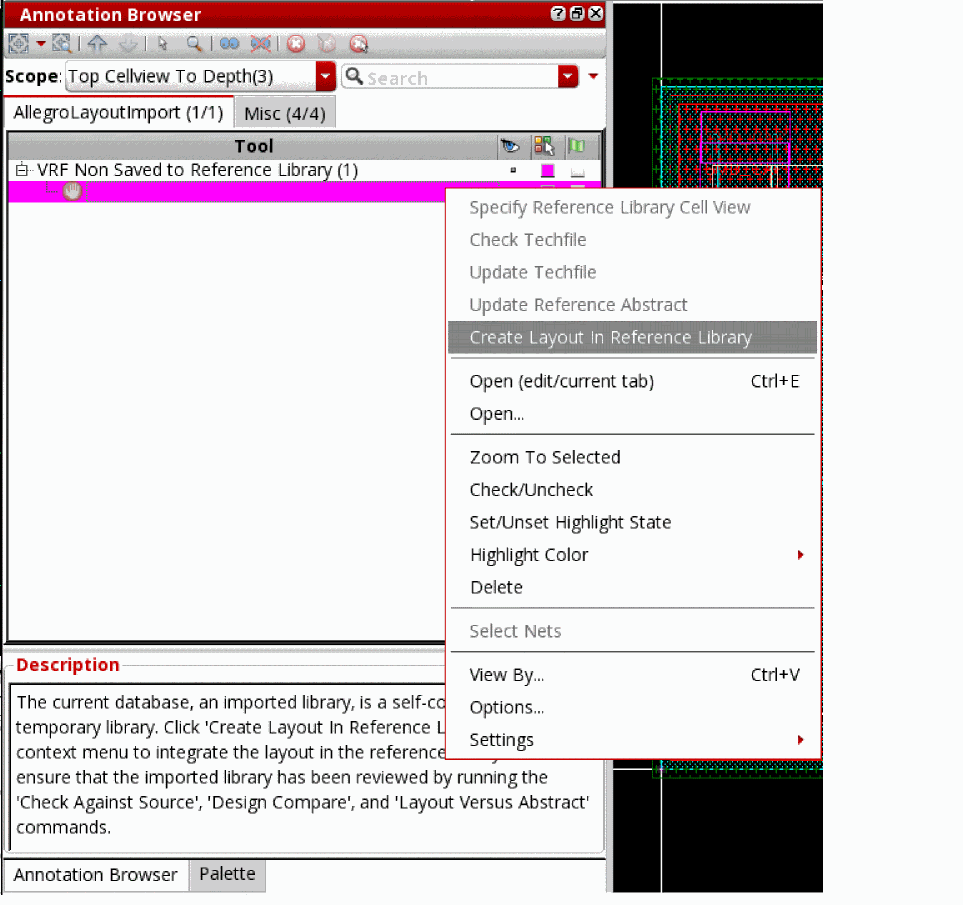 Annotation Browser
Scope: Top Cellview To Depth(3) Search
AllegroLayoutImport (1/1) Misc (4/4)
Tool
VRF Non Saved to Reference Library (1)
Specify Reference Library Cell View
Check Techfile
Update Techfile
Update Reference Abstract
Create Layout In Reference Library
Open (edit/current tab) Ctrl+E
Open...
Zoom To Selected
Check/Uncheck
Set/Unset Highlight State
Highlight Color
Delete
Select Nets
View By... Ctrl+V
Options...
Settings
Description
The current database, an imported library, is a
temporary library. Click 'Create Layout In Reference
context menu to integrate the layout in the reference
ensure that the imported library has been reviewed by running the
'Check Against Source', 'Design Compare', and 'Layout Versus Abstract'
commands.
Annotation Browser Palette